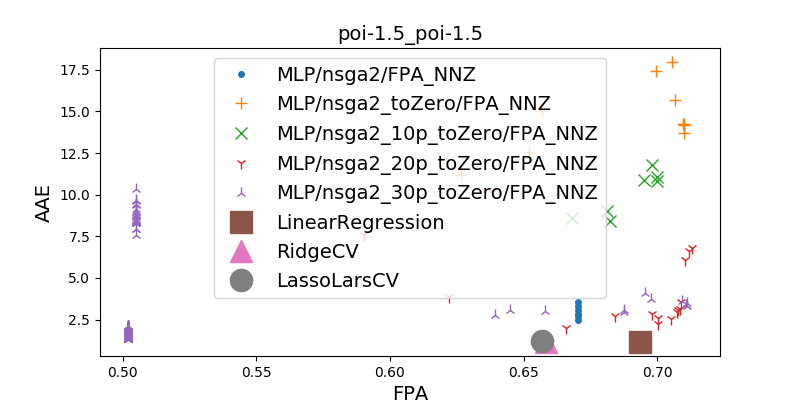 poi-1.5_poi-1.5
MLP/nsga2/FPA_NNZ
MLP/nsga2_toZero/FPA_NNZ
MLP/nsga2_10p_toZero/FPA_NNZ
MLP/nsga2_20p_toZero/FPA_NNZ
MLP/nsga2_30p_toZero/FPA_NNZ
LinearRegression
RidgeCV
LassoLarsCV
AAE
17.5
15.0
12.5
10.0
7.5
5.0
2.5
0.50 0.55 0.60 0.65 0.70
FPA